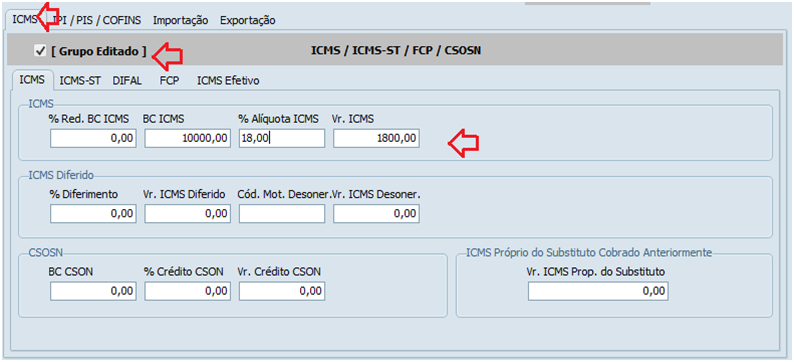 ICMS IPI / PIS / COFINS Importação Exportação
[ Grupo Editado ] ICMS / ICMS-ST / FCP / CSOSN
ICMS ICMS-ST DIFAL FCP ICMS Efetivo
ICMS
% Red. BC ICMS BC ICMS % Alíquota ICMS Vr. ICMS
0,00 10000,00 18,00 1800,00
ICMS Diferido
% Diferimento Vr. ICMS Diferido Cód. Mot. Desoner. Vr. ICMS Desoner.
0,00 0,00 0,00
CSOSN ICMS Próprio do Substituto Cobrado Anteriormente
BC CSON % Crédito CSON Vr. Crédito CSON Vr. ICMS Prop. do Substituto
0,00 0,00 0,00 0,00